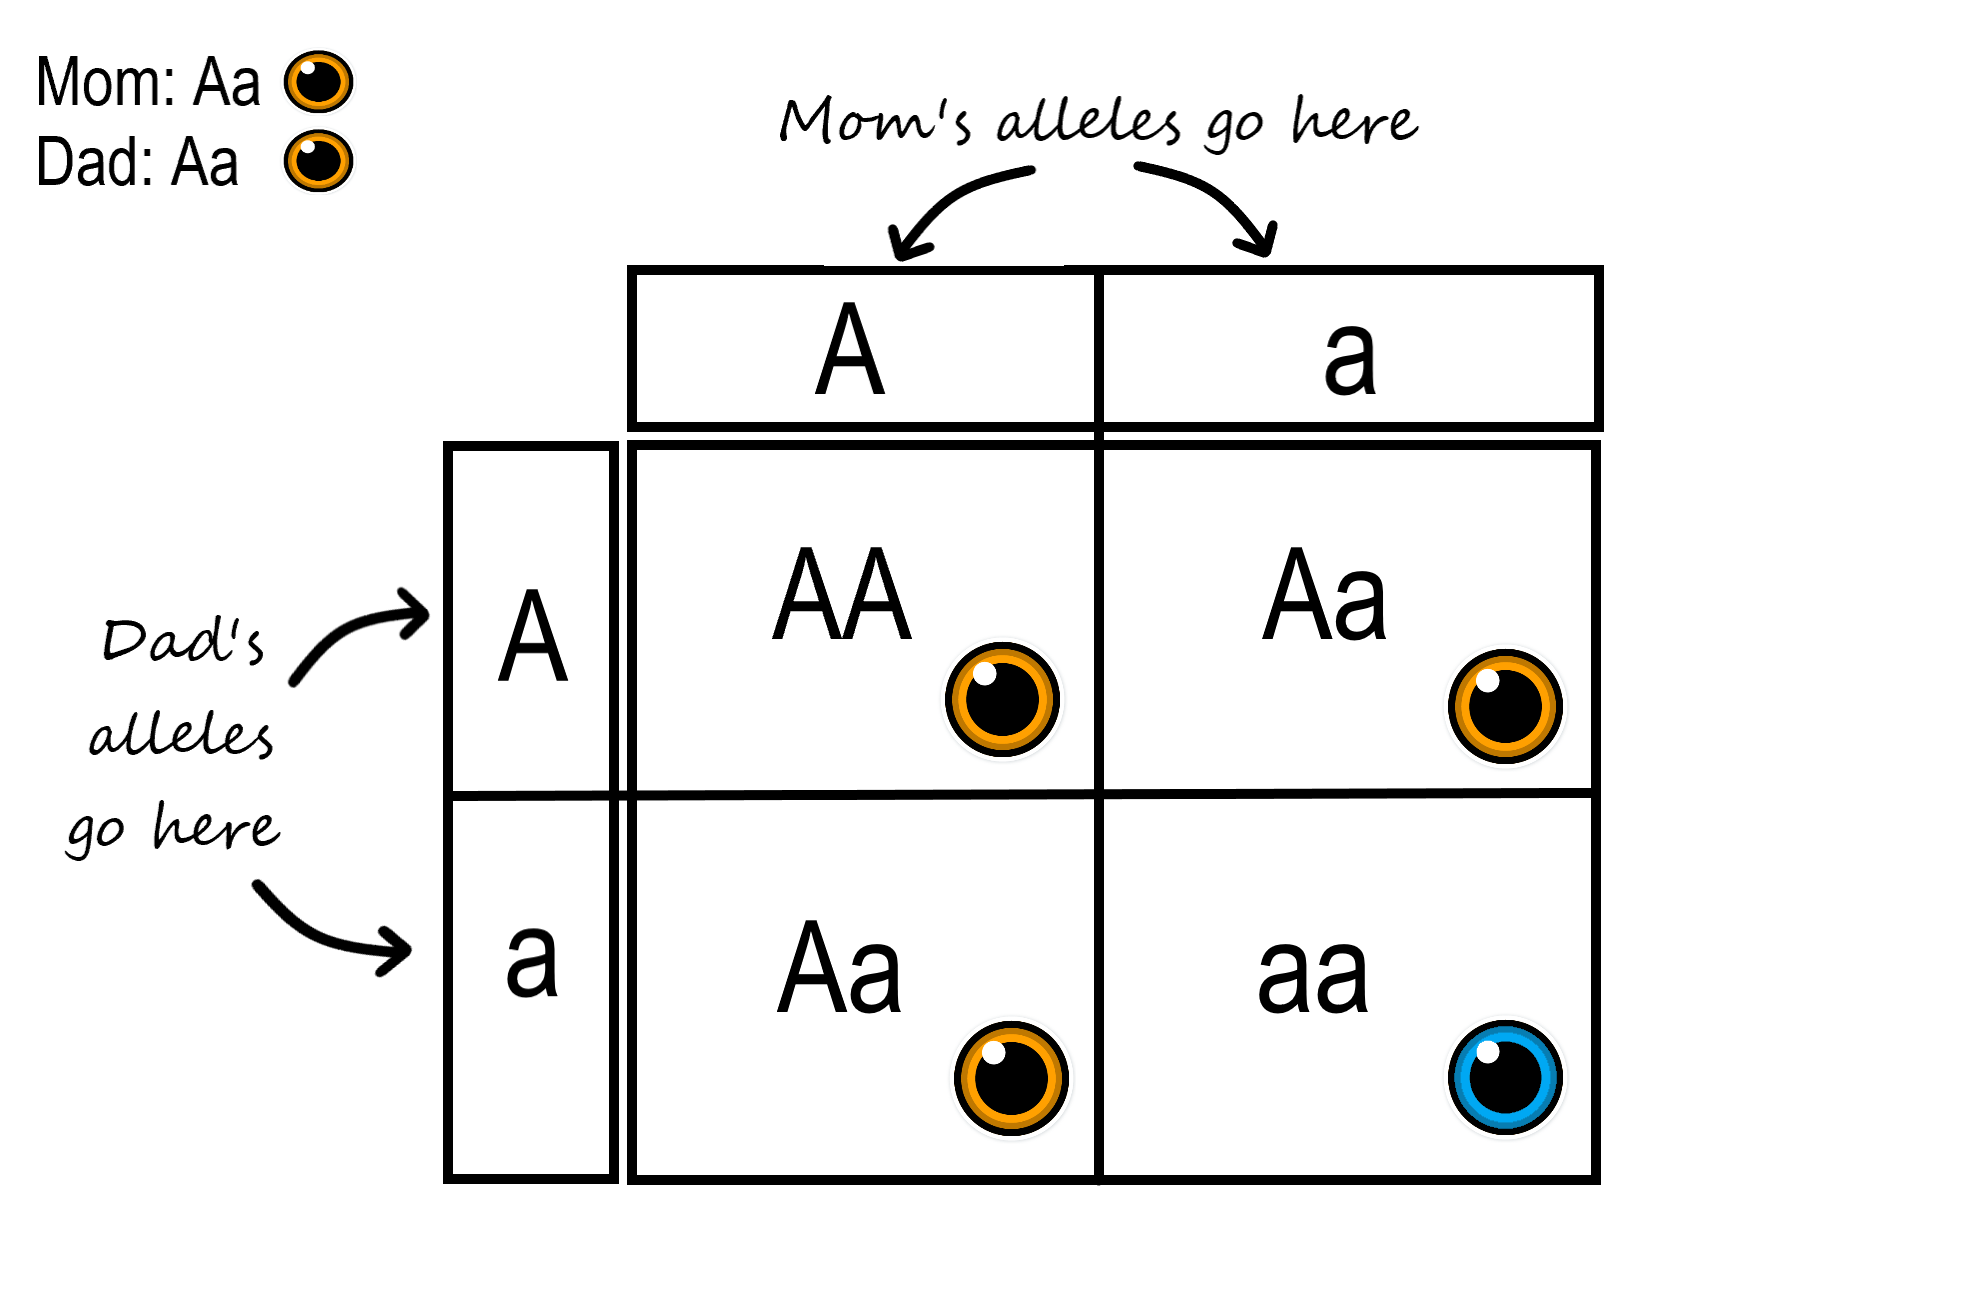 Mom: Aa
Dad: Aa
Mom's alleles go here
A
a
Dad's
alleles
go here
A
AA
Aa
a
Aa
aa